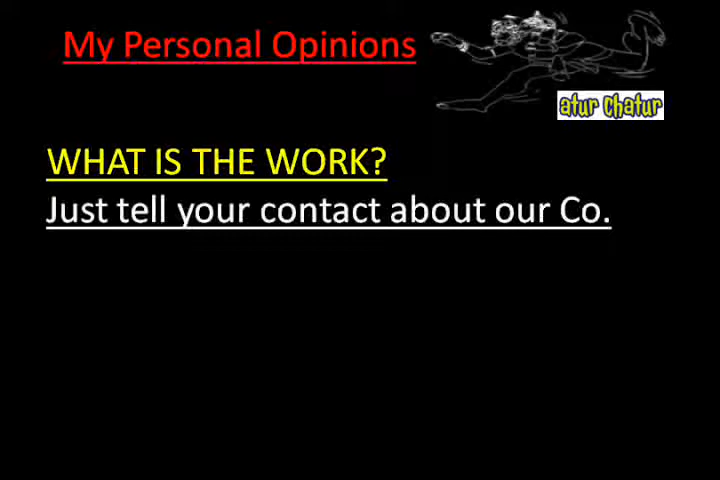 My Personal Opinions
atur chatur
WHAT IS THE WORK?
Just tell your contact about our Co.